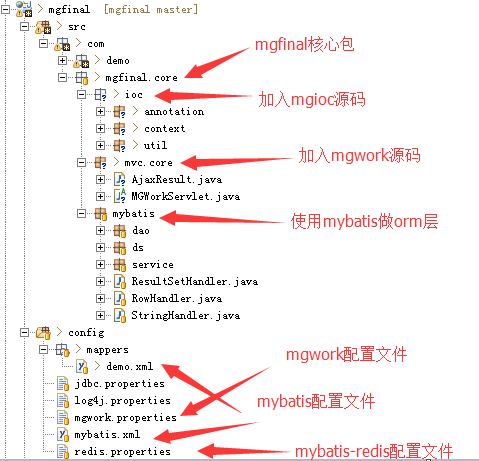 mgfinal [mgfinal master]
src
com
demo
mgfinal.core
mgfinal核心包
ioc
加入mgioc源码
annotation
context
util
mvc.core
加入mgwork源码
AjaxResult.java
MGWorkServlet.java
mybatis
使用mybatis做orm层
dao
ds
service
ResultSetHandler.java
RowHandler.java
StringHandler.java
config
mappers
mgwork配置文件
demo.xml
jdbc.properties
log4j.properties
mybatis配置文件
mgwork.properties
mybatis.xml
redis.properties
mybatis-redis配置文件